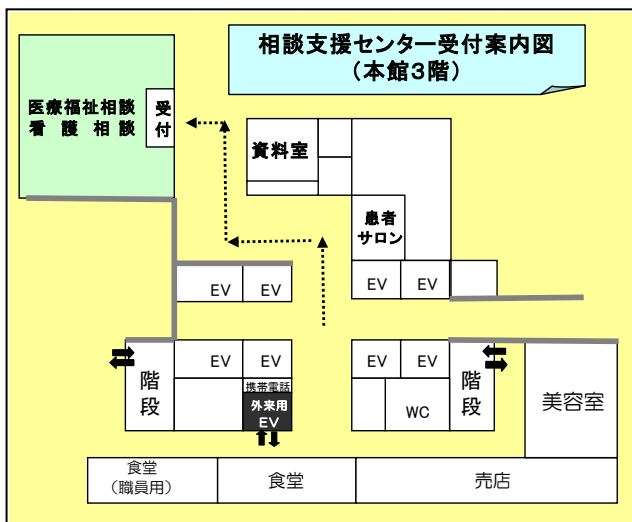 相談支援センター受付案内図
（本館３階）
医療福祉相談
看護相談
受付
資料室
患者
サロン
EV
EV
EV
EV
EV
EV
EV
EV
階段
携帯電話
外来用
EV
WC
階段
美容室
食堂
（職員用）
食堂
売店